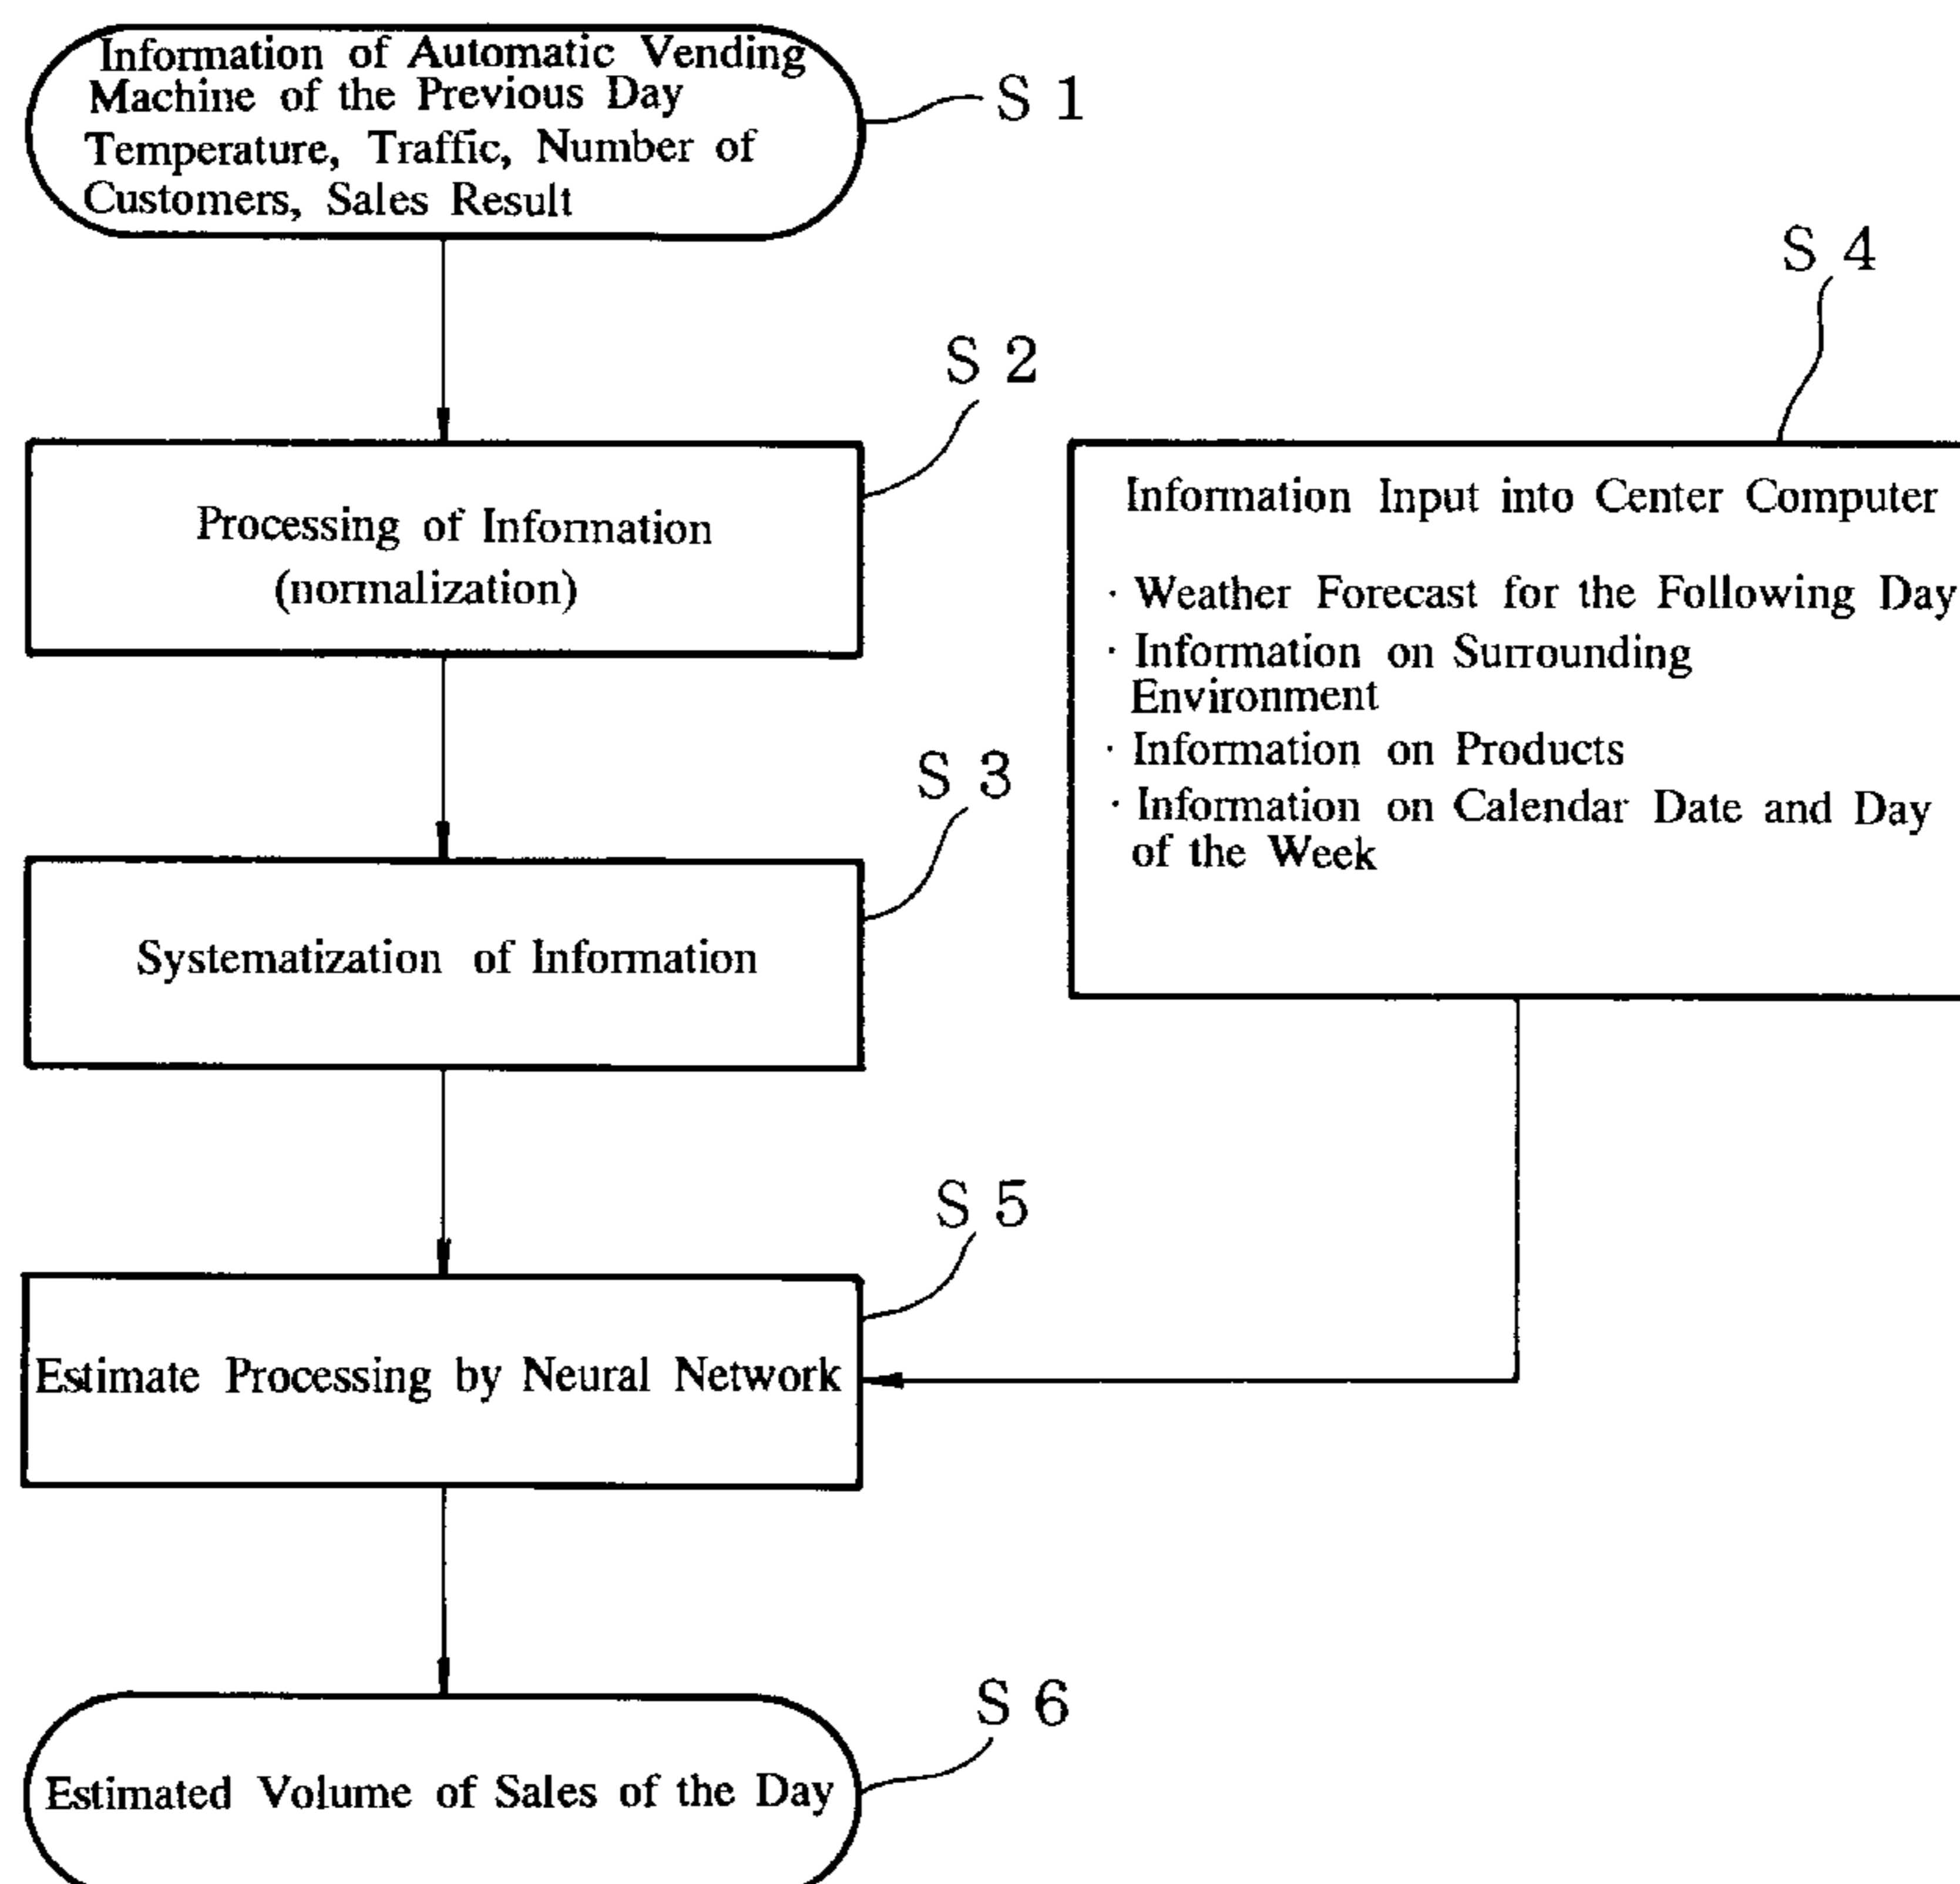 Information of Automatic Vending
Machine of the Previous Day
Temperature, Traffic, Number of
Customers, Sales Result
S 1
S 2
Processing of Information
(normalization)
S 3
Systematization of Information
S 4
Information Input into Center Computer
· Weather Forecast for the Following Day
· Information on Surrounding
Environment
· Information on Products
· Information on Calendar Date and Day
of the Week
S 5
Estimate Processing by Neural Network
S 6
Estimated Volume of Sales of the Day